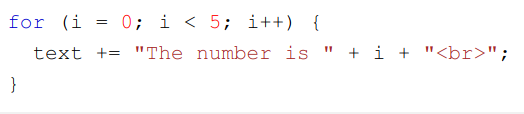 for (i = 0; i < 5; i++) {
  text += "The number is " + i + "<br>";
}